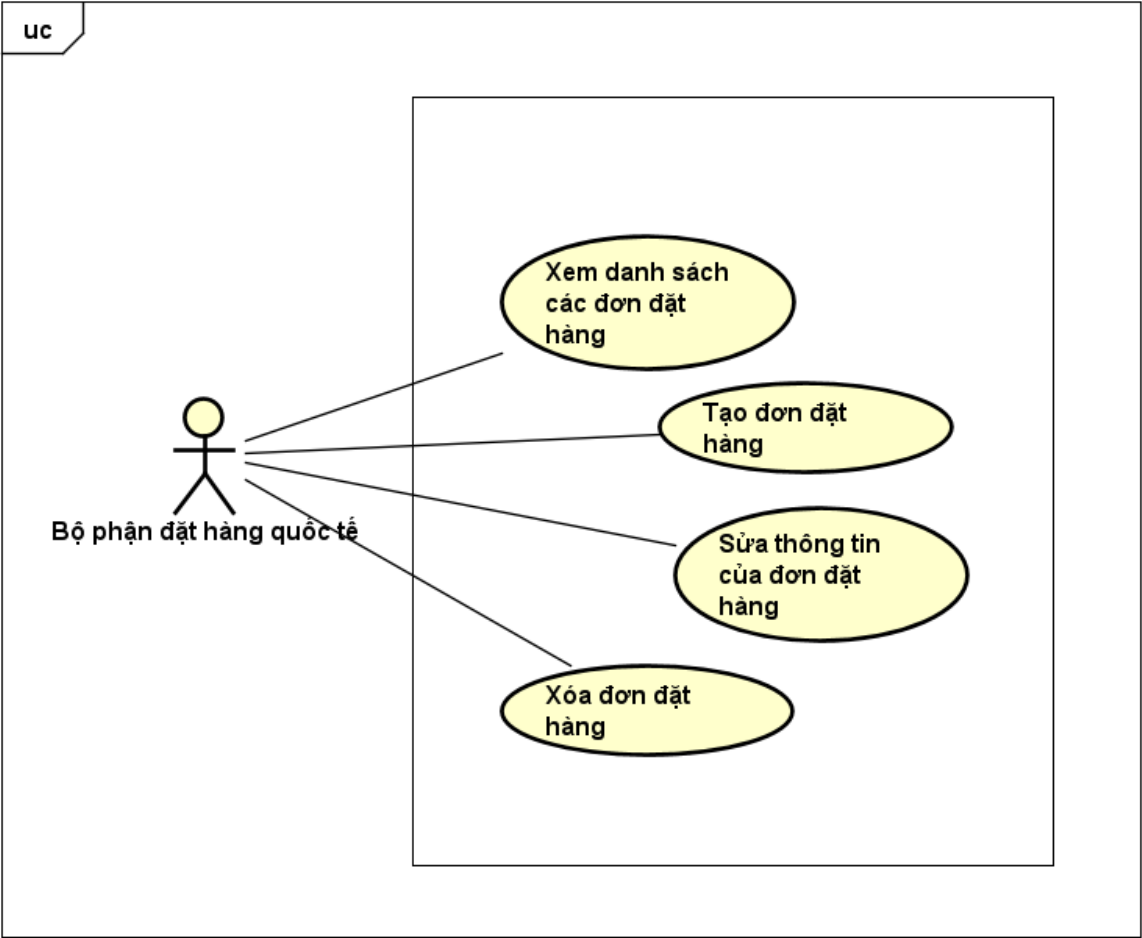 uc
Xem danh sách
các đơn đặt
hàng
Tạo đơn đặt
hàng
Bộ phận đặt hàng quốc tế
Sửa thông tin
của đơn đặt
hàng
Xóa đơn đặt
hàng